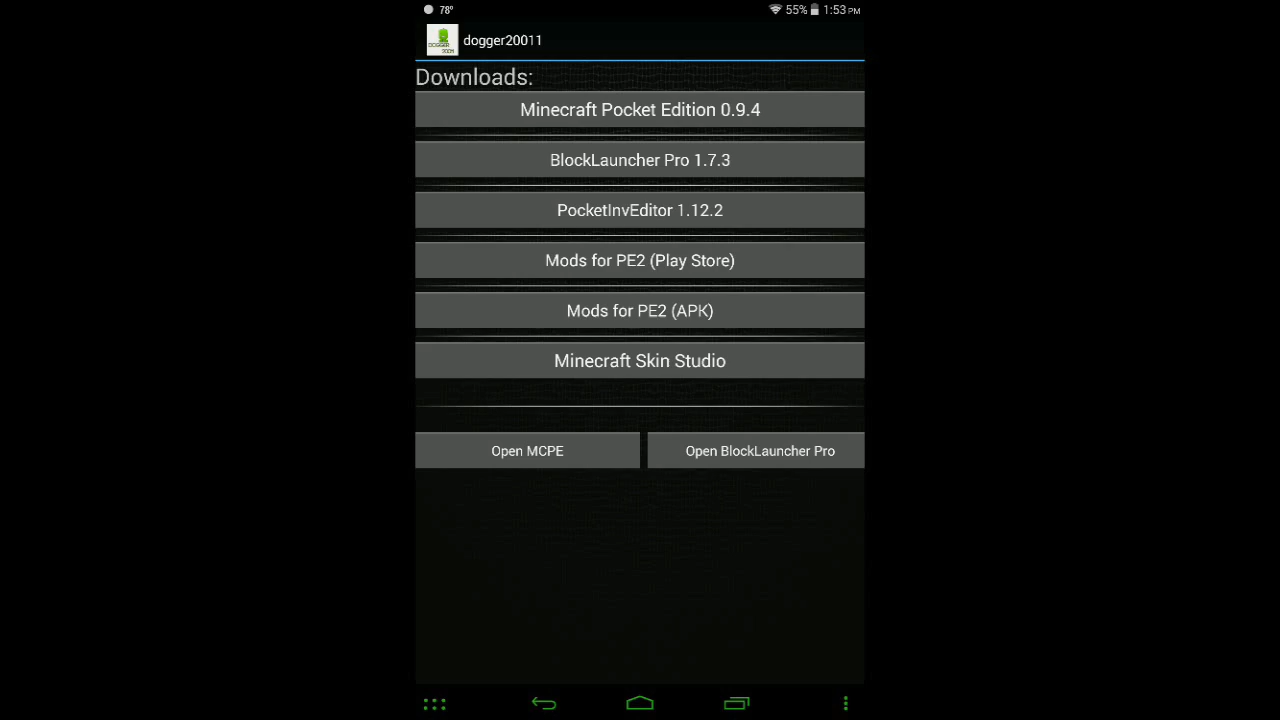 78° 55% 1:53 PM
dogger20011
Downloads:
Minecraft Pocket Edition 0.9.4
BlockLauncher Pro 1.7.3
PocketInvEditor 1.12.2
Mods for PE2 (Play Store)
Mods for PE2 (APK)
Minecraft Skin Studio
Open MCPE Open BlockLauncher Pro